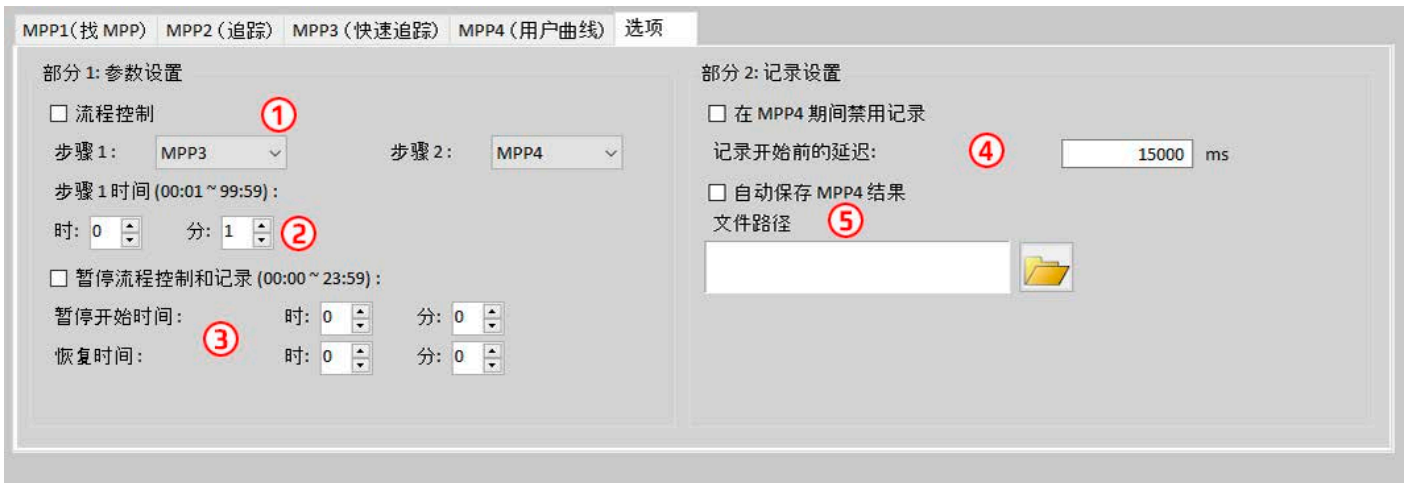 MPP1(找 MPP) MPP2 (追踪) MPP3 (快速追踪) MPP4 (用户曲线) 选项
部分 1: 参数设置
流程控制
①
步骤 1: MPP3 步骤 2: MPP4
步骤 1 时间 (00:01 ~ 99:59) :
时: 0 分: 1 ②
暂停流程控制和记录 (00:00 ~ 23:59) :
暂停开始时间: 时: 0 分: 0
③
恢复时间: 时: 0 分: 0
部分 2: 记录设置
在 MPP4 期间禁用记录
记录开始前的延迟: ④ 15000 ms
自动保存 MPP4 结果
文件路径 ⑤